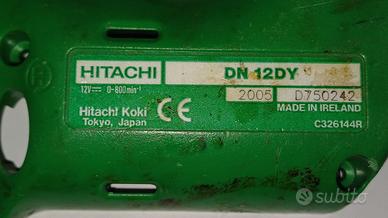 HITACHI
DN 12DY
12V⎓ 0-800min⁻¹
2005 D750242
Hitachi Koki
Tokyo, Japan
CE
MADE IN IRELAND
C326144R
subito